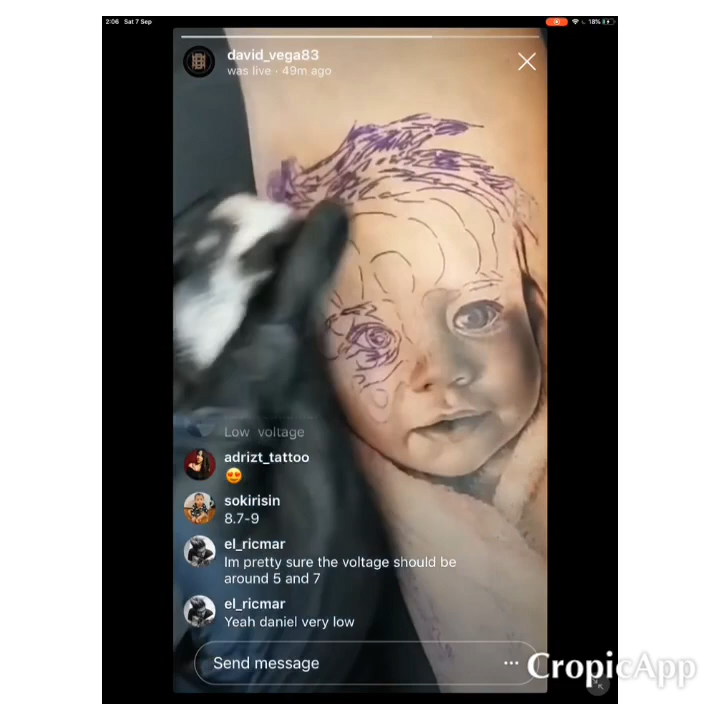 2:06 Sat 7 Sep
18%
david_vega83
was live · 49m ago
Low voltage
adrizt_tattoo
😍
sokirisin
8.7-9
el_ricmar
Im pretty sure the voltage should be
around 5 and 7
el_ricmar
Yeah daniel very low
Send message
CropicApp